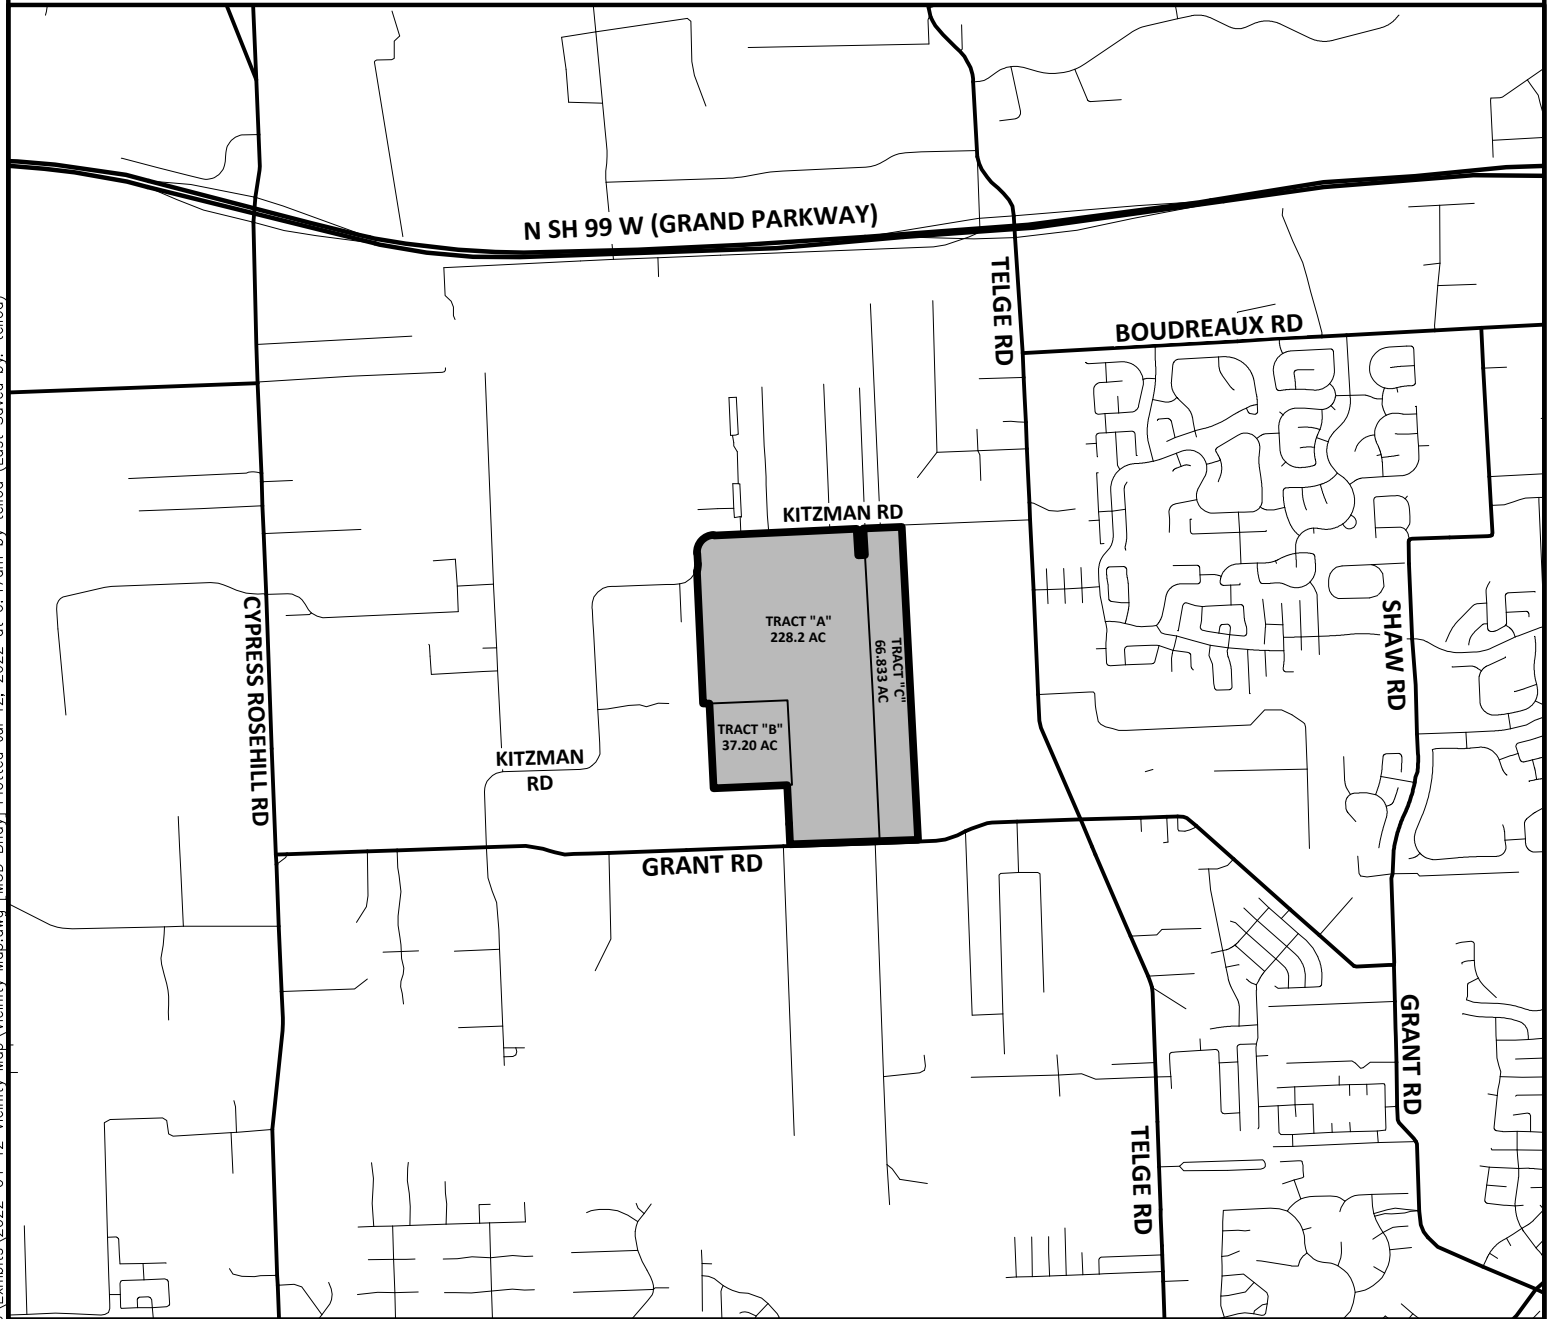 N SH 99 W (GRAND PARKWAY)
TELGE RD
BOUDREAUX RD
KITZMAN RD
CYPRESS ROSEHILL RD
TRACT "A"
228.2 AC
TRACT "C"
66.833 AC
SHAW RD
TRACT "B"
37.20 AC
KITZMAN
RD
GRANT RD
GRANT RD
TELGE RD